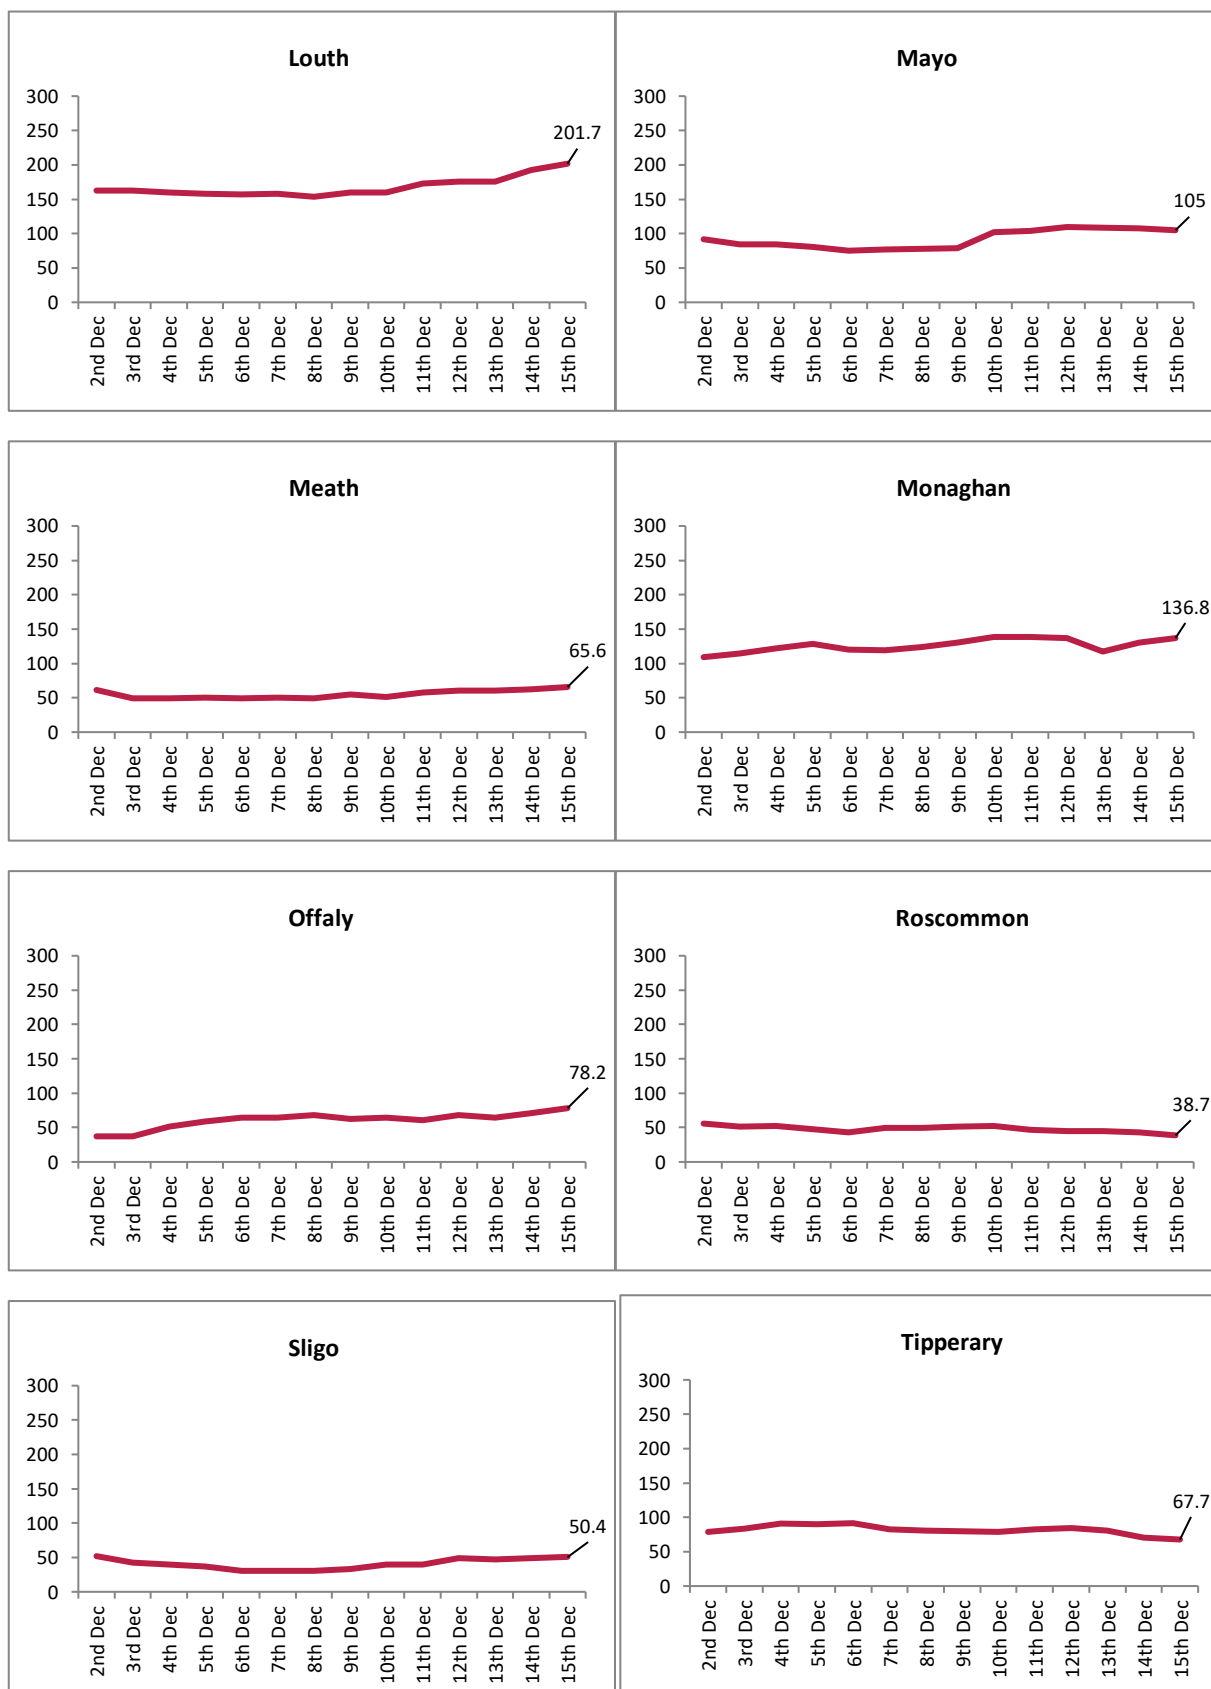 Louth
300
250
200
150
100
50
0
201.7
2nd Dec
3rd Dec
4th Dec
5th Dec
6th Dec
7th Dec
8th Dec
9th Dec
10th Dec
11th Dec
12th Dec
13th Dec
14th Dec
15th Dec
Mayo
300
250
200
150
100
50
0
105
2nd Dec
3rd Dec
4th Dec
5th Dec
6th Dec
7th Dec
8th Dec
9th Dec
10th Dec
11th Dec
12th Dec
13th Dec
14th Dec
15th Dec
Meath
300
250
200
150
100
50
0
65.6
2nd Dec
3rd Dec
4th Dec
5th Dec
6th Dec
7th Dec
8th Dec
9th Dec
10th Dec
11th Dec
12th Dec
13th Dec
14th Dec
15th Dec
Monaghan
300
250
200
150
100
50
0
136.8
2nd Dec
3rd Dec
4th Dec
5th Dec
6th Dec
7th Dec
8th Dec
9th Dec
10th Dec
11th Dec
12th Dec
13th Dec
14th Dec
15th Dec
Offaly
300
250
200
150
100
50
0
78.2
2nd Dec
3rd Dec
4th Dec
5th Dec
6th Dec
7th Dec
8th Dec
9th Dec
10th Dec
11th Dec
12th Dec
13th Dec
14th Dec
15th Dec
Roscommon
300
250
200
150
100
50
0
38.7
2nd Dec
3rd Dec
4th Dec
5th Dec
6th Dec
7th Dec
8th Dec
9th Dec
10th Dec
11th Dec
12th Dec
13th Dec
14th Dec
15th Dec
Sligo
300
250
200
150
100
50
0
50.4
2nd Dec
3rd Dec
4th Dec
5th Dec
6th Dec
7th Dec
8th Dec
9th Dec
10th Dec
11th Dec
12th Dec
13th Dec
14th Dec
15th Dec
Tipperary
300
250
200
150
100
50
0
67.7
2nd Dec
3rd Dec
4th Dec
5th Dec
6th Dec
7th Dec
8th Dec
9th Dec
10th Dec
11th Dec
12th Dec
13th Dec
14th Dec
15th Dec